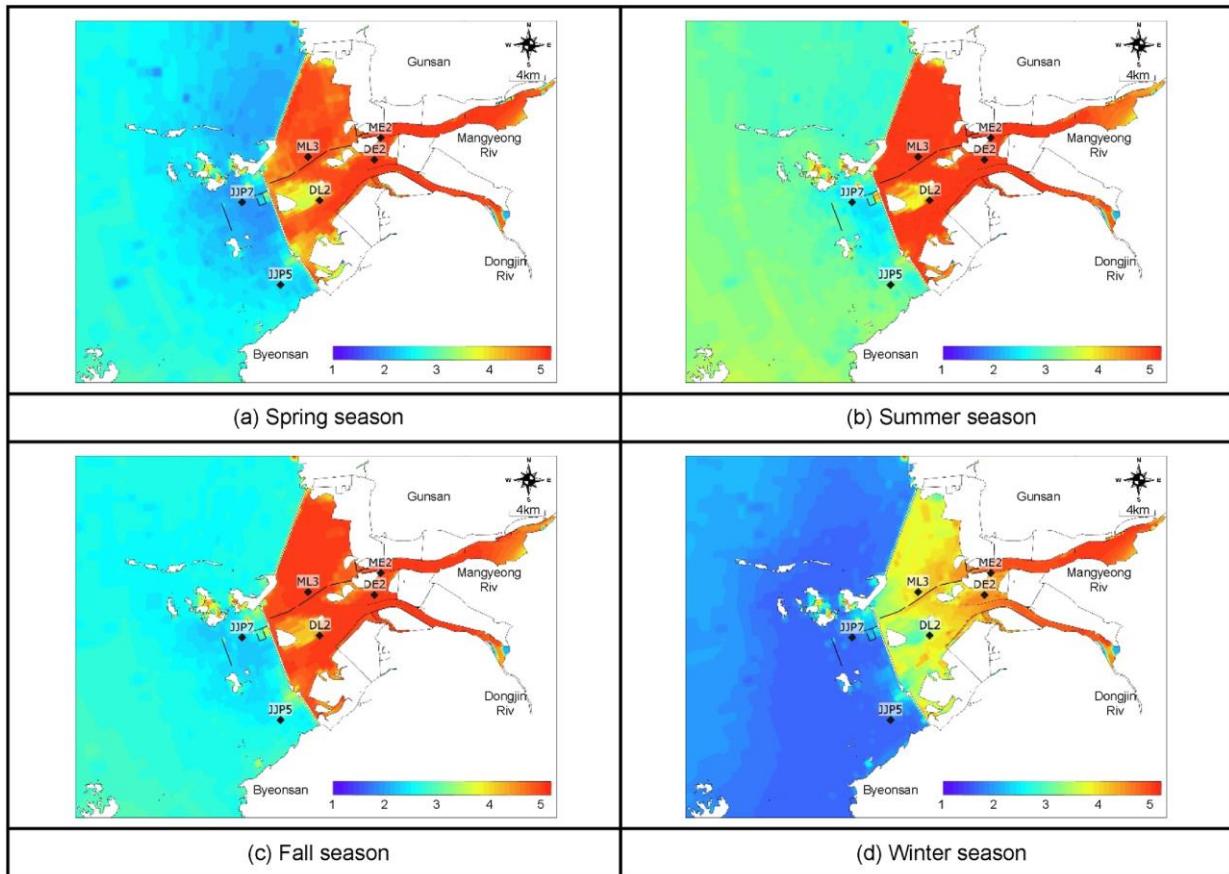 N
W E
S
4km
Gunsan
ME2
Mangyeong
Riv
ML3
DE2
JJP7
DL2
Dongjin
Riv
JJP5
Byeonsan
1 2 3 4 5
(a) Spring season
N
W E
S
4km
Gunsan
ME2
Mangyeong
Riv
ML3
DE2
JJP7
DL2
Dongjin
Riv
JJP5
Byeonsan
1 2 3 4 5
(b) Summer season
N
W E
S
4km
Gunsan
ME2
Mangyeong
Riv
ML3
DE2
JJP7
DL2
Dongjin
Riv
JJP5
Byeonsan
1 2 3 4 5
(c) Fall season
N
W E
S
4km
Gunsan
ME2
Mangyeong
Riv
ML3
DE2
JJP7
DL2
Dongjin
Riv
JJP5
Byeonsan
1 2 3 4 5
(d) Winter season